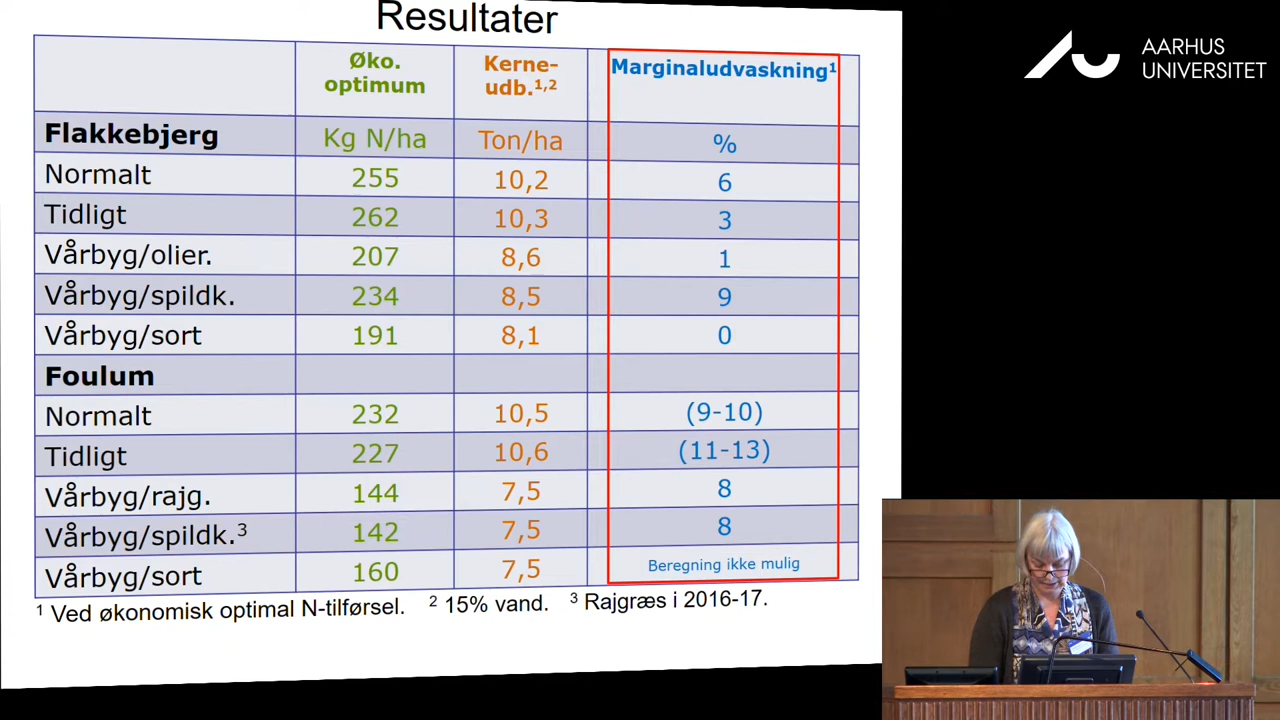 Resultater
Øko. optimum Kerne-udb.1,2 Marginaludvaskning¹
Flakkebjerg Kg N/ha Ton/ha %
Normalt 255 10,2 6
Tidligt 262 10,3 3
Vårbyg/olier. 207 8,6 1
Vårbyg/spildk. 234 8,5 9
Vårbyg/sort 191 8,1 0
Foulum
Normalt 232 10,5 (9-10)
Tidligt 227 10,6 (11-13)
Vårbyg/rajg. 144 7,5 8
Vårbyg/spildk.³ 142 7,5 8
Vårbyg/sort 160 7,5 Beregning ikke mulig
¹ Ved økonomisk optimal N-tilførsel. ² 15% vand. ³ Rajgræs i 2016-17.
AARHUS
UNIVERSITET